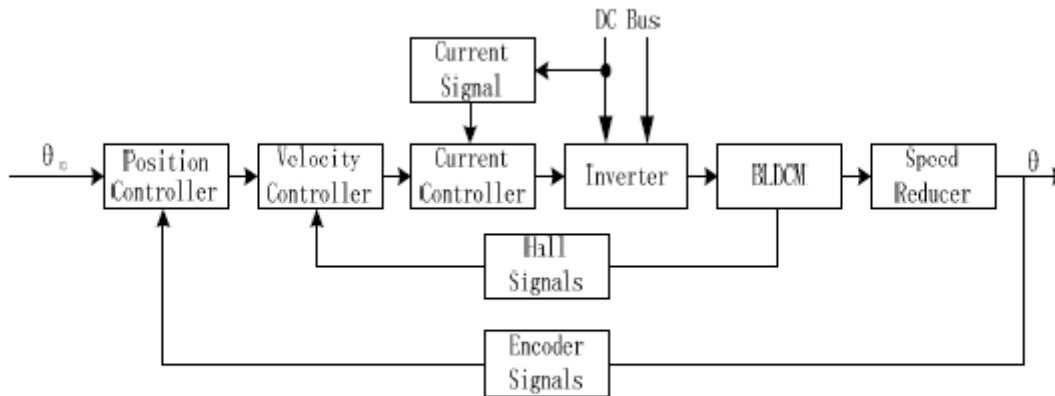 DC Bus
Current
Signal
θ
Position
Controller
Velocity
Controller
Current
Controller
Inverter
BLDCM
Speed
Reducer
θ
Hall
Signals
Encoder
Signals